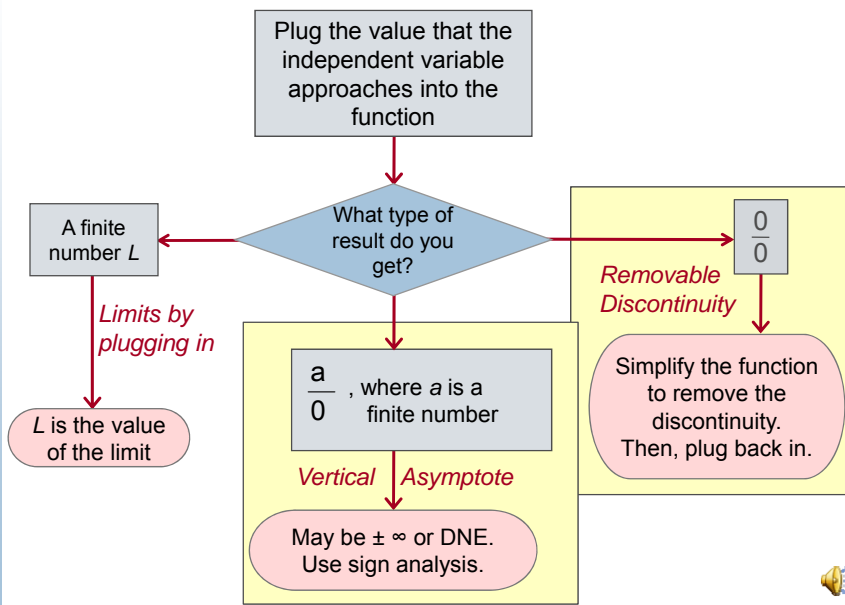 Plug the value that the
independent variable
approaches into the
function
What type of
result do you
get?
A finite
number L
Limits by
plugging in
L is the value
of the limit
a
0
, where a is a
finite number
Vertical Asymptote
May be ± ∞ or DNE.
Use sign analysis.
0
0
Removable
Discontinuity
Simplify the function
to remove the
discontinuity.
Then, plug back in.